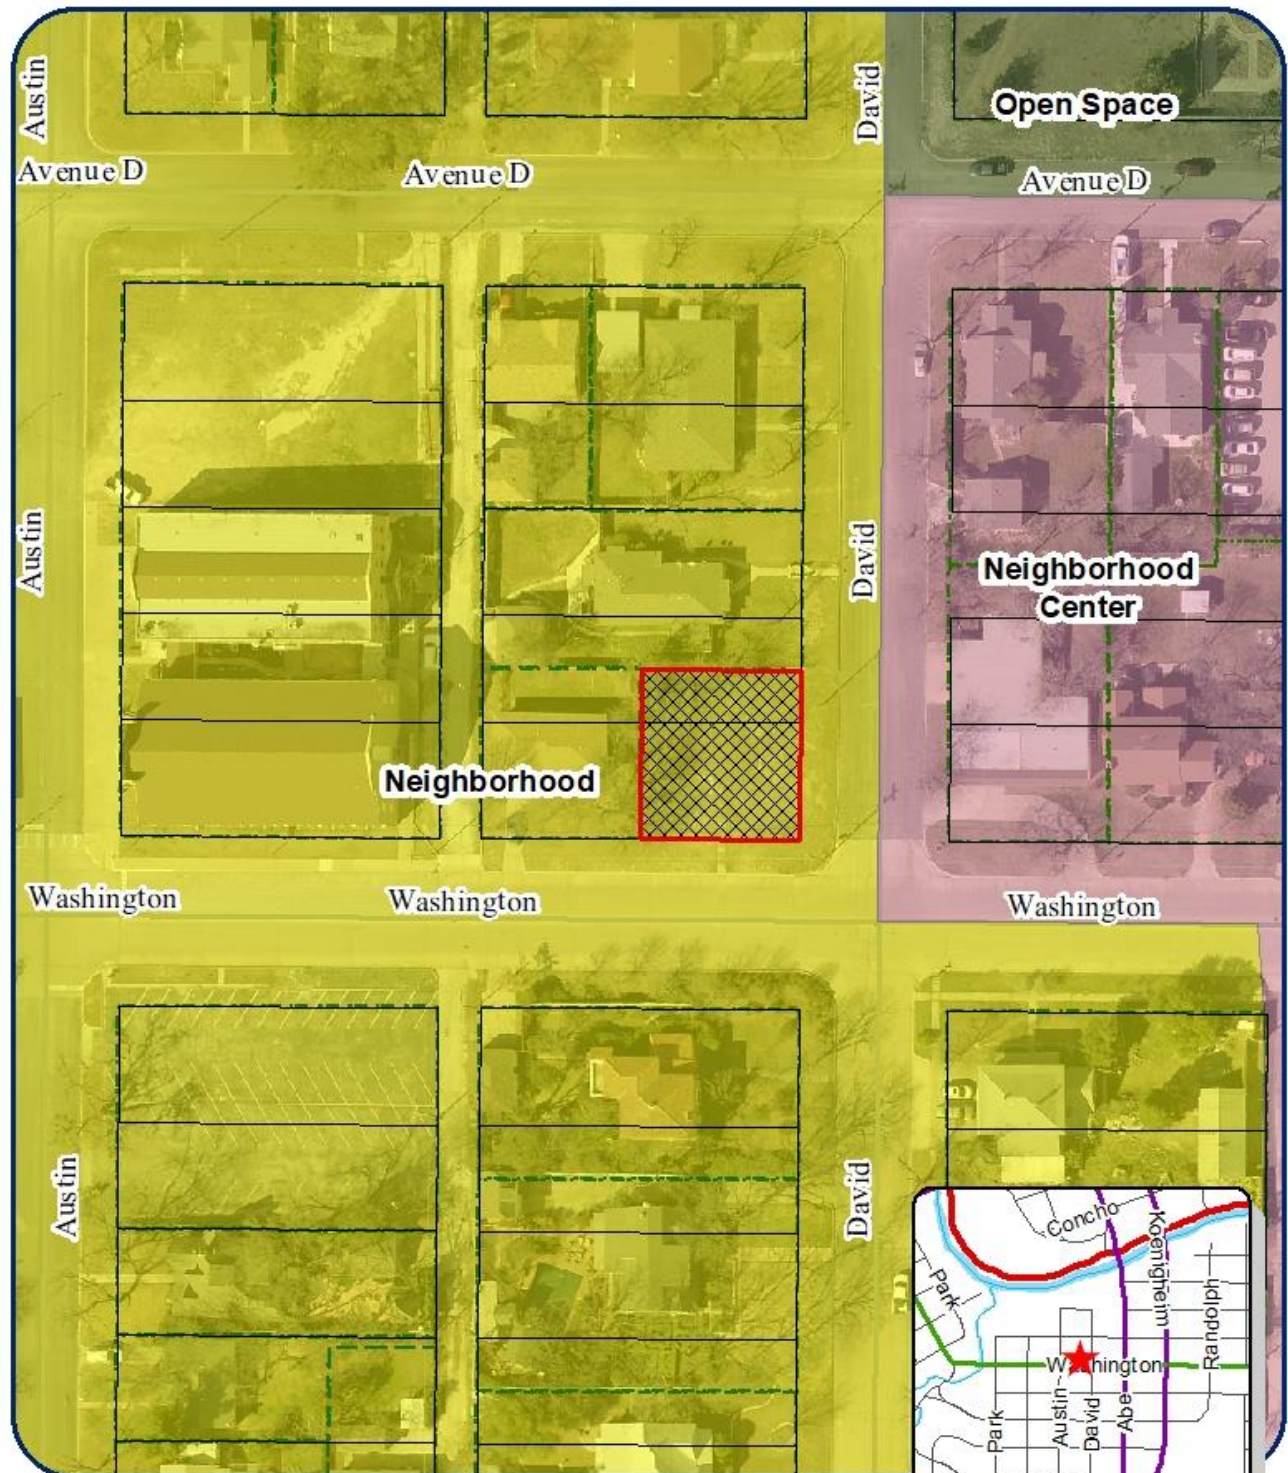 Austin
David
Open Space
Avenue D
Avenue D
Avenue D
Austin
David
Neighborhood
Center
Neighborhood
Washington
Washington
Washington
Austin
David
Concho
Koenigheim
Park
Randolph
Washington
Park
Austin
David
Abe